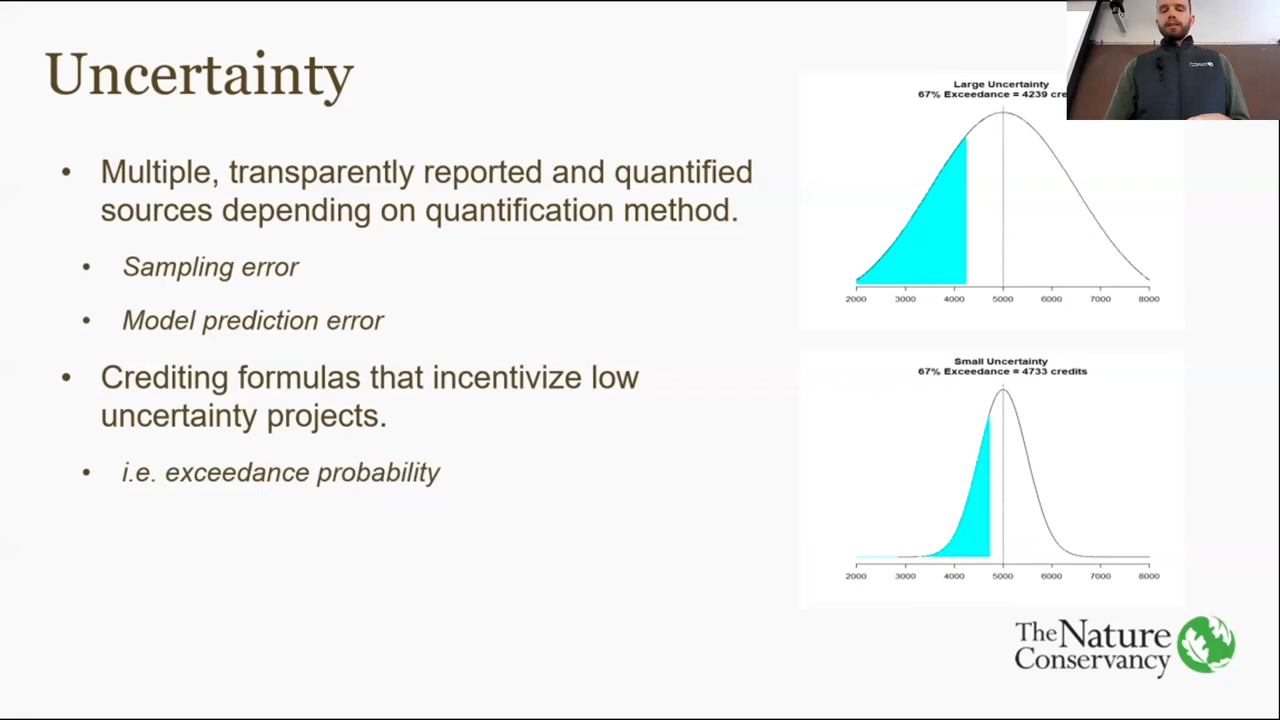 Uncertainty
• Multiple, transparently reported and quantified
sources depending on quantification method.
• Sampling error
• Model prediction error
• Crediting formulas that incentivize low
uncertainty projects.
• i.e. exceedance probability
Large Uncertainty
67% Exceedance = 4239 cre
2000 3000 4000 5000 6000 7000 8000
Small Uncertainty
67% Exceedance = 4733 credits
2000 3000 4000 5000 6000 7000 8000
The Nature
Conservancy